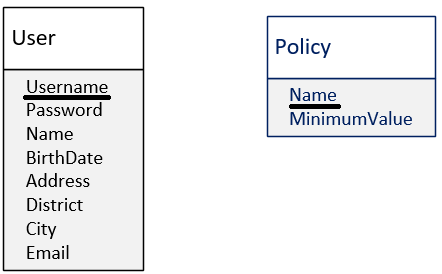 User
Username
Password
Name
BirthDate
Address
District
City
Email
Policy
Name
MinimumValue